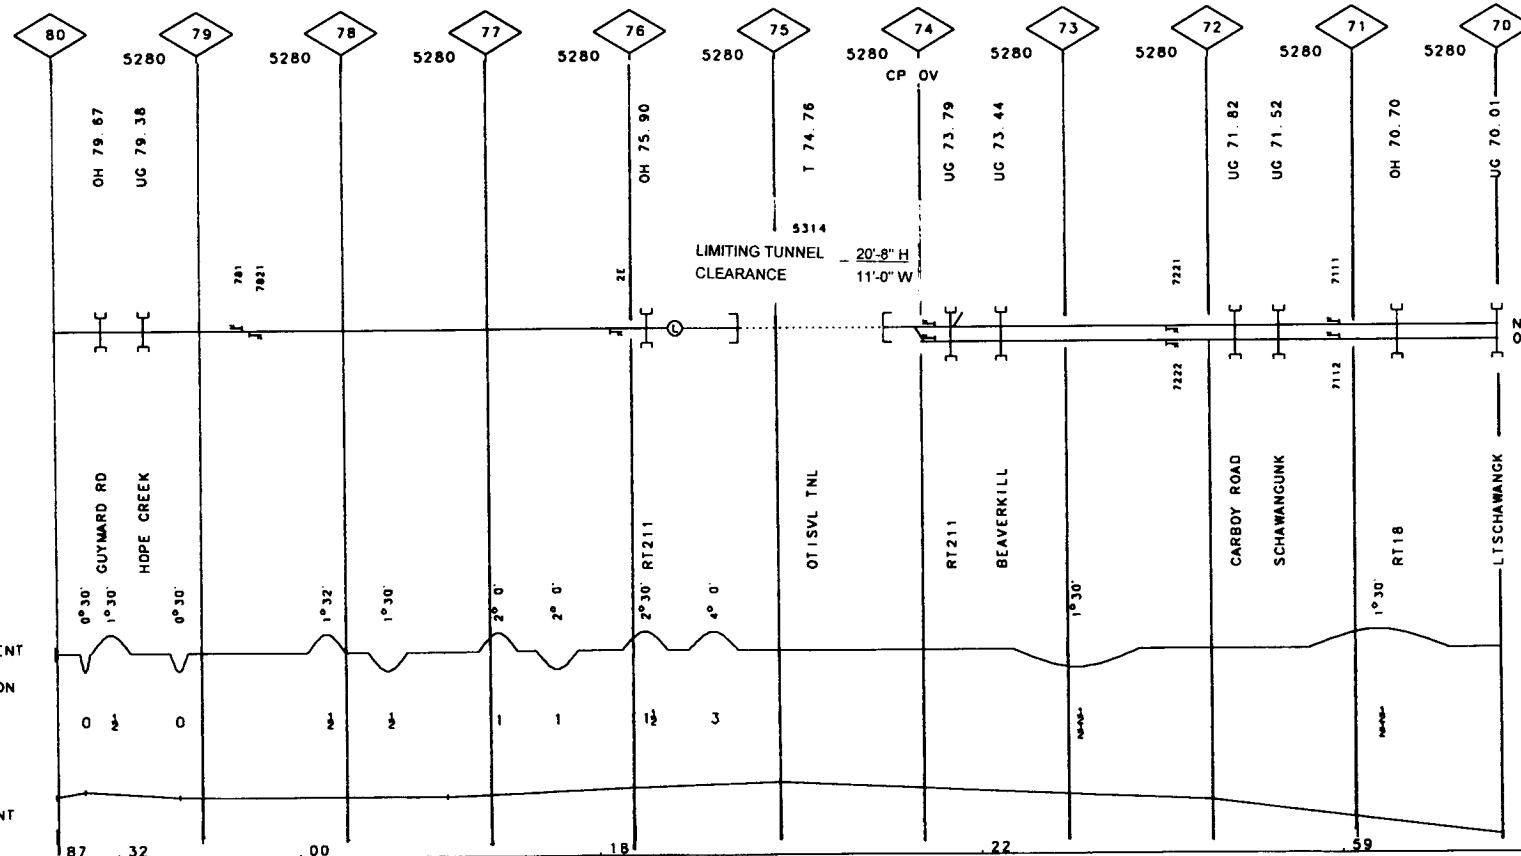 80 79 78 77 76 75 74 73 72 71 70
5280 5280 5280 5280 5280 5280 5280 5280 5280 5280
CP OV
OH 79.67
UG 79.38
OH 75.90
T 74.76
UG 73.79
UG 73.44
UG 71.82
UG 71.52
OH 70.70
UG 70.01
5314
LIMITING TUNNEL 20'-8" H
CLEARANCE 11'-0" W
781
7821
2E
7221
7111
L
N
O
7222
7112
GUYMARD RD
HOPE CREEK
RT211
OTISVL TNL
RT211
BEAVERKILL
CARBOY ROAD
SCHAWANGUNK
RT18
LTSCHAWANGK
0°30' 1°30' 0°30' 1°32' 1°30' 2° 0' 2° 0' 2°30' 4° 0' 1°30' 1°30'
ENT
ON
0 ½ 0 ½ ½ 1 1 1½ 3
NT
87 .32 .00 .18 .22 .59